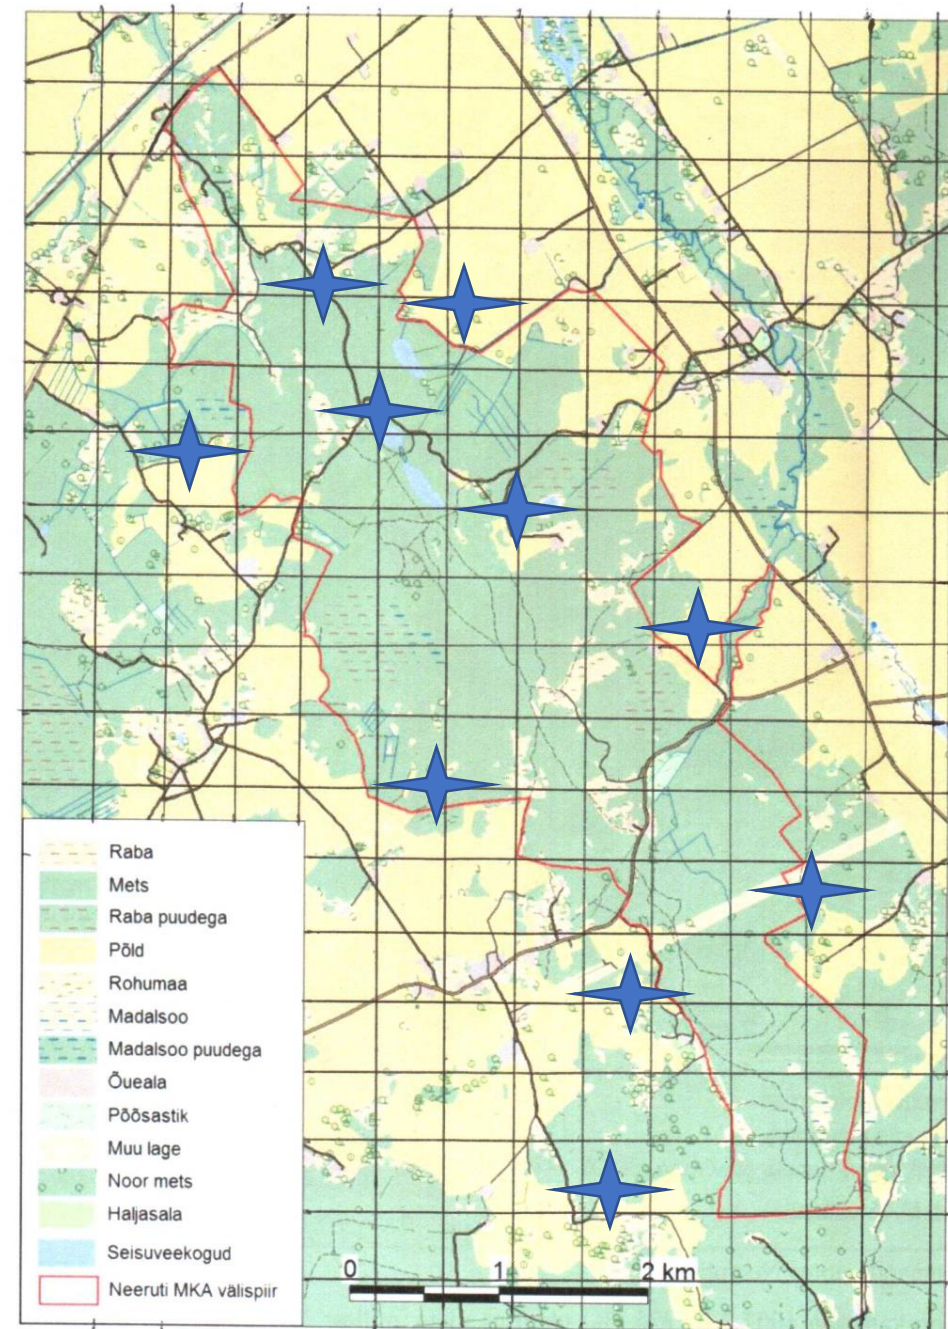 Raba
Mets
Raba puudega
Põld
Rohumaa
Madalsoo
Madalsoo puudega
Õueala
Põõsastik
Muu lage
Noor mets
Haljasala
Seisuveekogud
Neeruti MKA välispiir
0 1 2 km